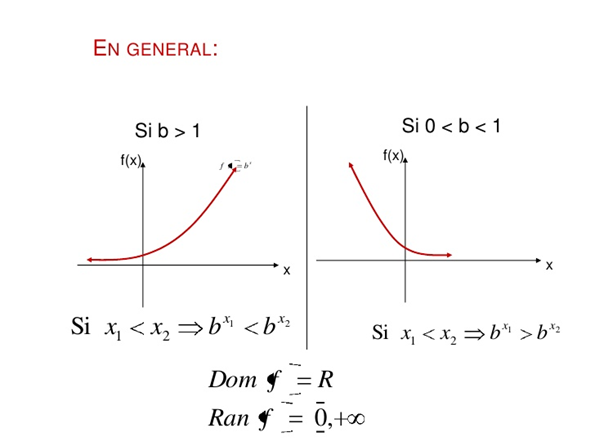 EN GENERAL:
Si b > 1
Si 0 < b < 1
f(x)
f = bˣ
x
f(x)
x
Si x₁ < x₂ ⇒ b^x₁ < b^x₂
Si x₁ < x₂ ⇒ b^x₁ > b^x₂
Dom f = R
Ran f = 0,+∞